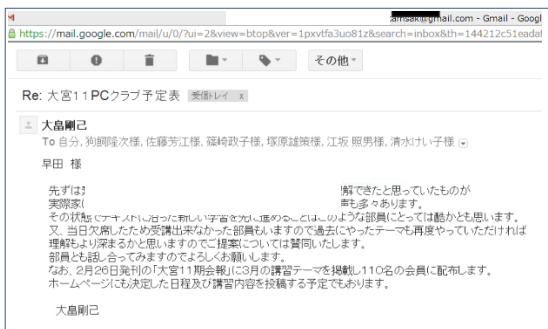 amsak@gmail.com - Gmail - Googl
https://mail.google.com/mail/u/0/?ui=2&view=btop&ver=1pxvtfa3uo81z&search=inbox&th=144212c51eadaf
その他
Re: 大宮11PCクラブ予定表 受信トレイ x
大畠剛己
To 自分, 狗飼隆次様, 佐藤芳江様, 篠崎政子様, 塚原雄策様, 江坂 照男様, 清水けい子様
早田 様
先ずは 解できたと思っていたものが
実際家 声も多々あります。
その状態でテキストに沿った新しい学習を先に進めることはこのような部員にとっては酷かとも思います。
又、当日欠席したため受講出来なかった部員もいますので過去にやったテーマも再度やっていただければ
理解もより深まるかと思いますのでご提案については賛同いたします。
部員とも話し合ってみますのでよろしくお願いします。
なお、2月26日発刊の「大宮11期会報」に3月の講習テーマを掲載し110名の会員に配布します。
ホームページにも決定した日程及び講習内容を投稿する予定でもあります。
大畠剛己